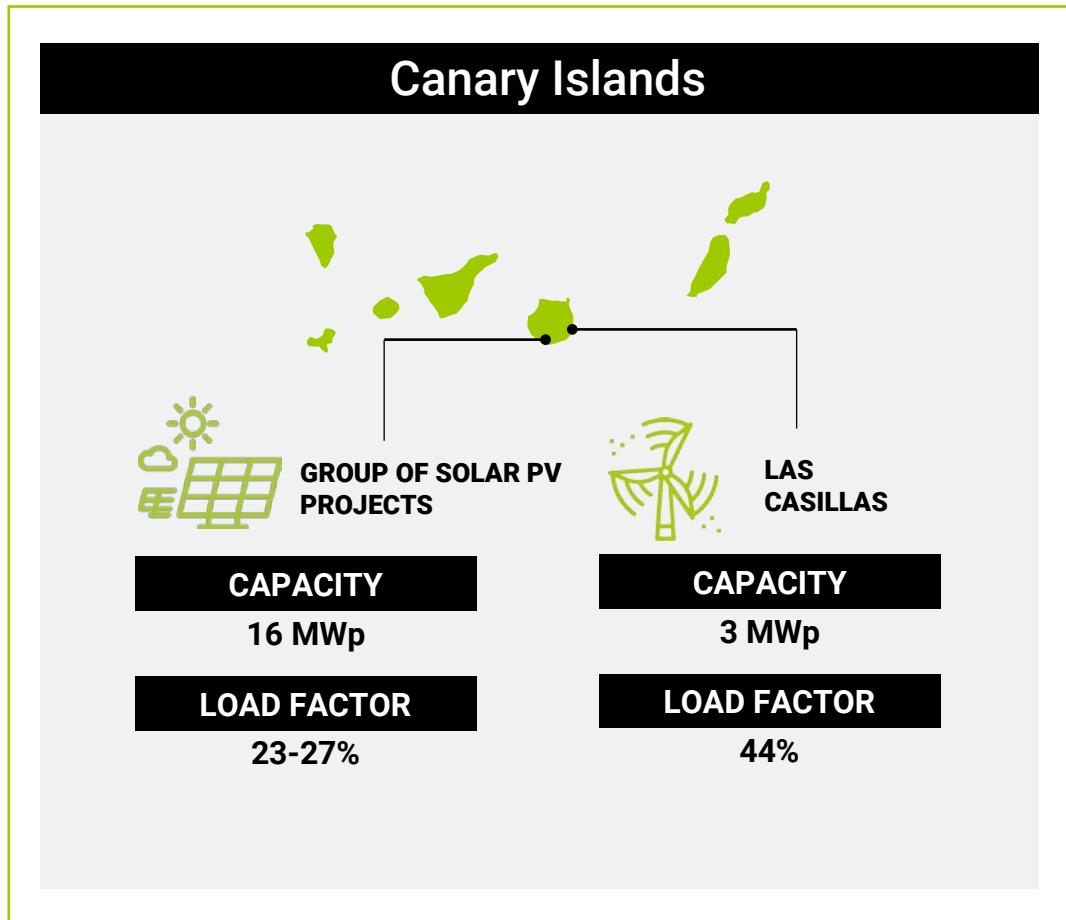 Canary Islands
GROUP OF SOLAR PV
PROJECTS
CAPACITY
16 MWp
LOAD FACTOR
23-27%
LAS
CASILLAS
CAPACITY
3 MWp
LOAD FACTOR
44%